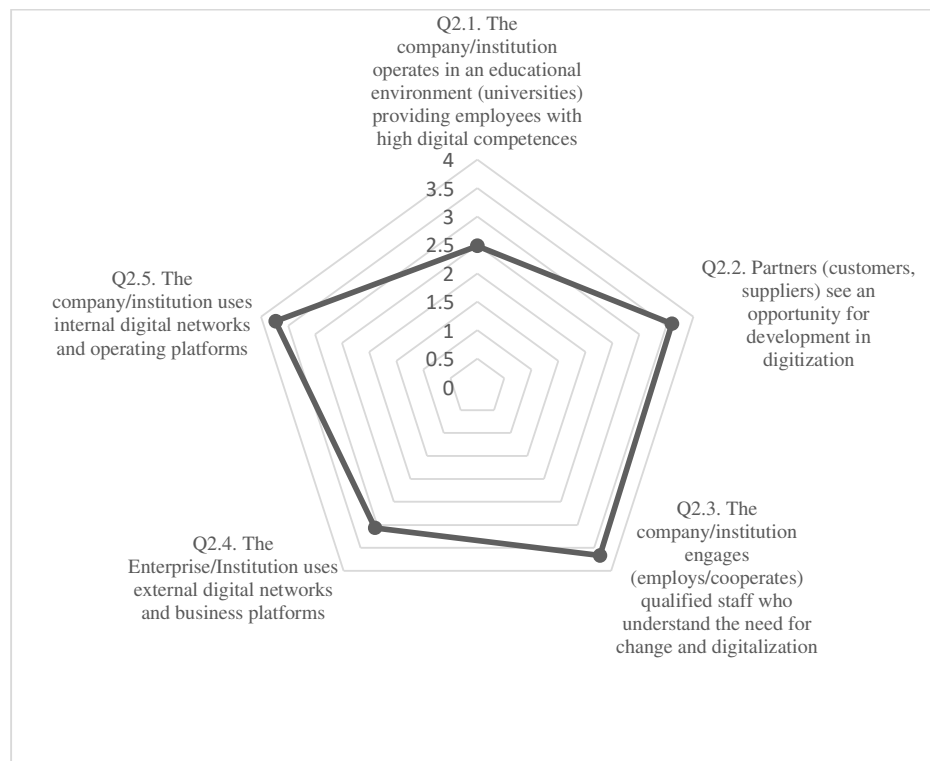 Q2.1. The
company/institution
operates in an educational
environment (universities)
providing employees with
high digital competences
4
3.5
3
2.5
2
1.5
1
0.5
0
Q2.2. Partners (customers,
suppliers) see an
opportunity for
development in
digitization
Q2.3. The
company/institution
engages
(employs/cooperates)
qualified staff who
understand the need for
change and digitalization
Q2.4. The
Enterprise/Institution uses
external digital networks
and business platforms
Q2.5. The
company/institution uses
internal digital networks
and operating platforms